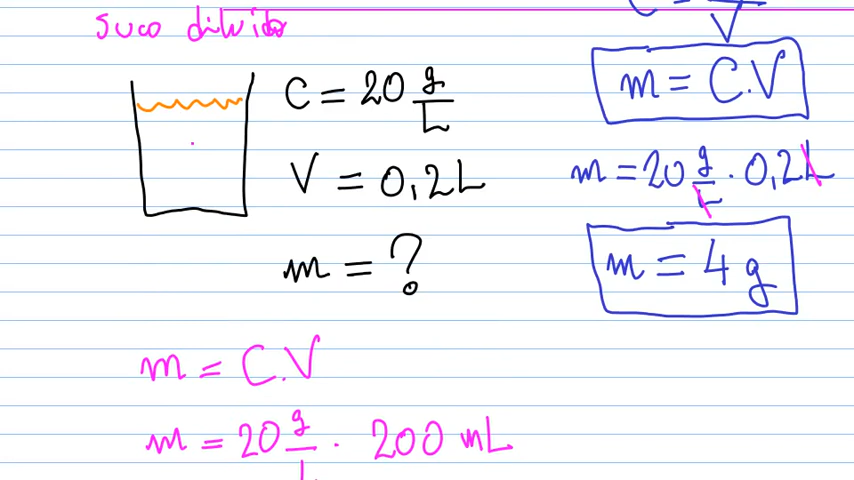 suco diluído
V
C = 20 g/L
m = C.V
V = 0,2L
m = 20 g/L . 0,2L
m = ?
m = 4 g
m = C.V
m = 20 g/L . 200 mL